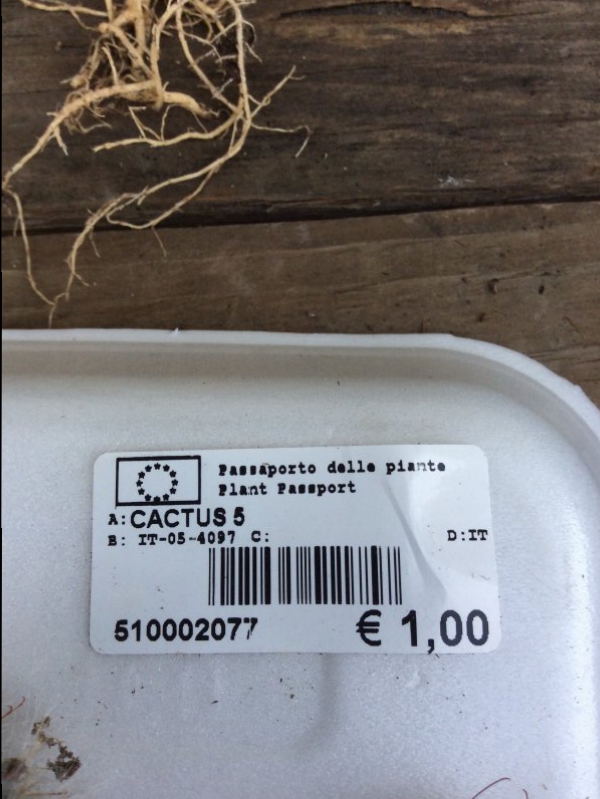 Passaporto delle piante
Plant Passport
A: CACTUS 5
B: IT-05-4097 C: D:IT
510002077 € 1,00